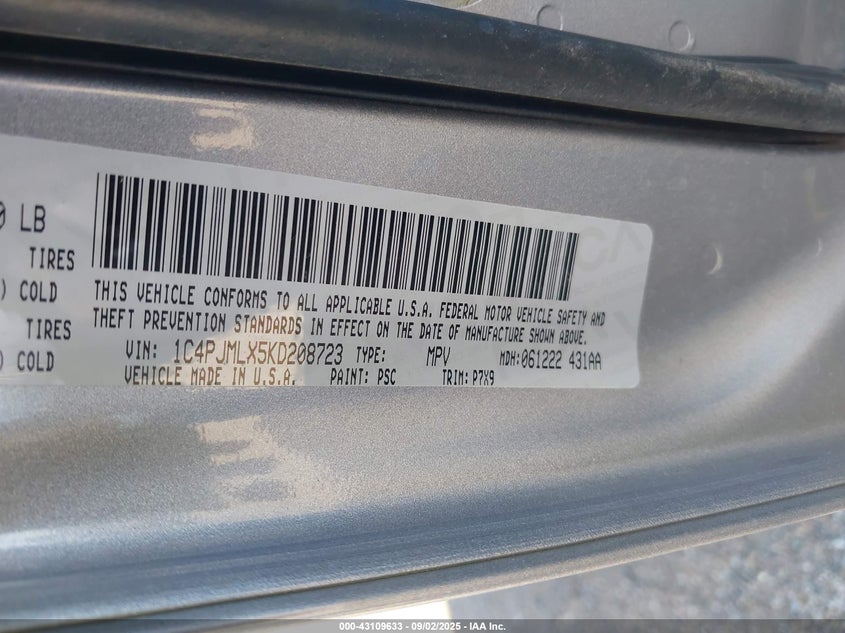 0 LB
TIRES
) COLD
TIRES
) COLD
THIS VEHICLE CONFORMS TO ALL APPLICABLE U.S.A. FEDERAL MOTOR VEHICLE SAFETY AND
THEFT PREVENTION STANDARDS IN EFFECT ON THE DATE OF MANUFACTURE SHOWN ABOVE.
VIN: 1C4PJMLX5KD208723 TYPE: MPV MDH: 061222 431AA
VEHICLE MADE IN U.S.A. PAINT: PSC TRIM: P7X9
000-43109633 - 09/02/2025 - IAA Inc.